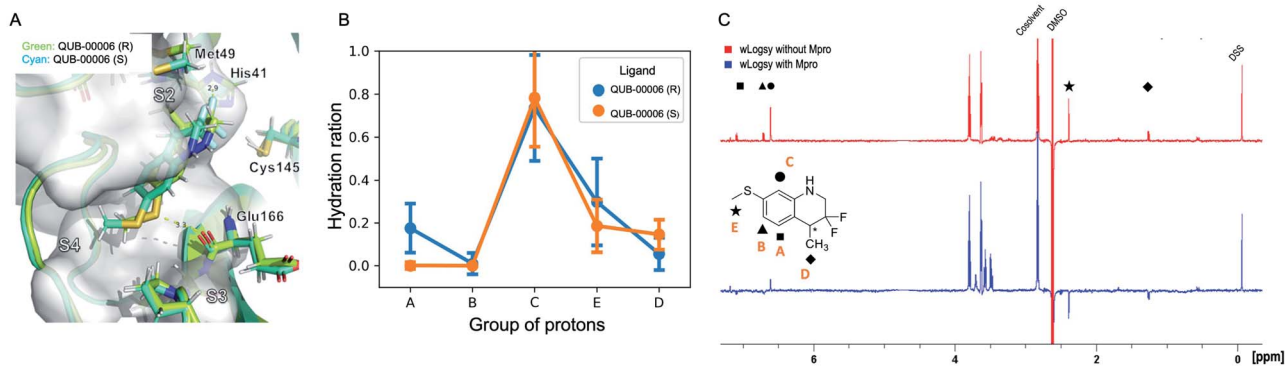 A
Green: QUB-00006 (R)
Cyan: QUB-00006 (S)
Met49
His41
S2
2.9
Cys145
Glu166
3.3
S4
S3
B
1.0
0.8
0.6
0.4
0.2
0.0
Hydration ration
Ligand
QUB-00006 (R)
QUB-00006 (S)
A B C E D
Group of protons
C
wLogsy without Mpro
wLogsy with Mpro
Cosolvent
DMSO
DSS
C
H
N
S
F
F
* 
CH3
E
B
A
D
6 4 2 0 [ppm]